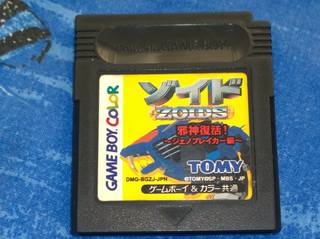 GAME BOY COLOR
ゾイド
ZOIDS
邪神復活!
〜ジェノブレイカー編〜
DMG-BGZJ-JPN
TOMY
©TOMY©SP・MBS・JP
ゲームボーイ&カラー共通